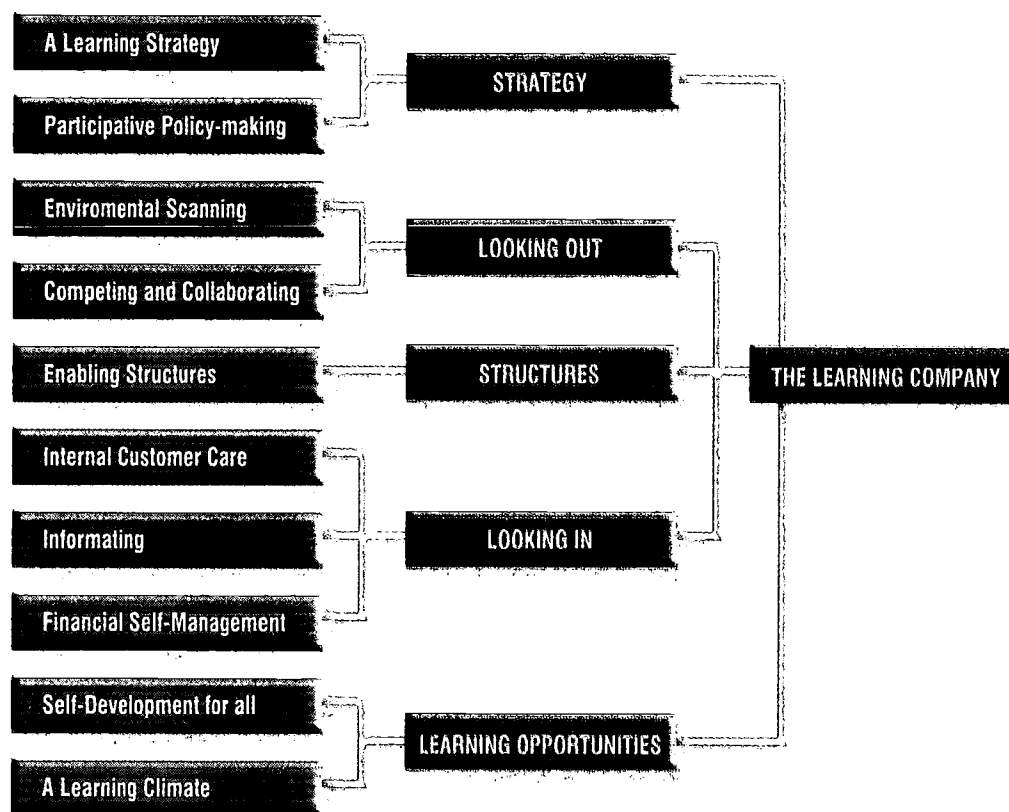 A Learning Strategy
Participative Policy-making
STRATEGY
Enviromental Scanning
Competing and Collaborating
LOOKING OUT
Enabling Structures
STRUCTURES
THE LEARNING COMPANY
Internal Customer Care
Informating
Financial Self-Management
LOOKING IN
Self-Development for all
A Learning Climate
LEARNING OPPORTUNITIES